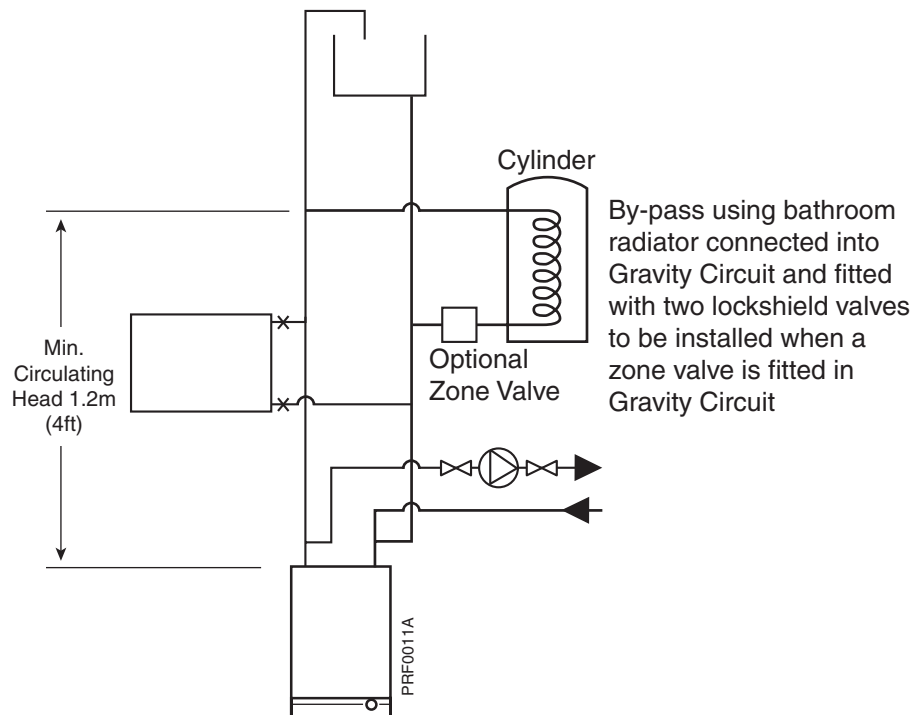 Cylinder
By-pass using bathroom
radiator connected into
Gravity Circuit and fitted
with two lockshield valves
to be installed when a
zone valve is fitted in
Gravity Circuit
Optional
Zone Valve
Min.
Circulating
Head 1.2m
(4ft)
PRF0011A